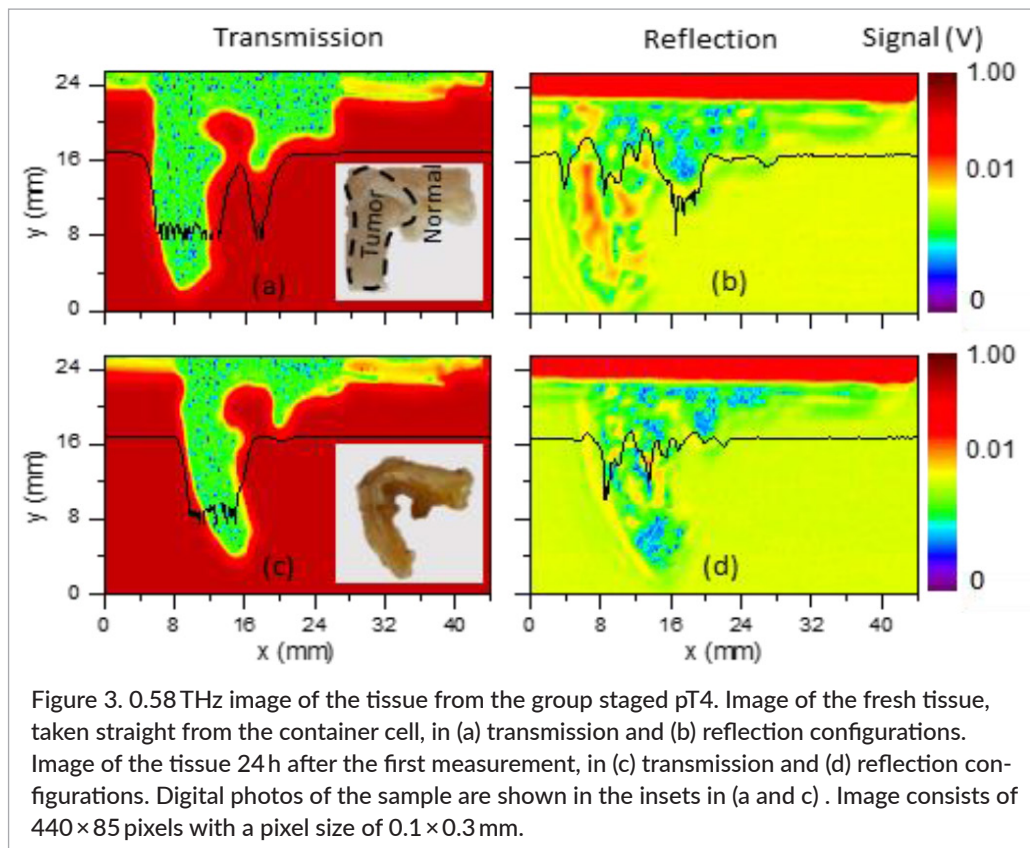 Transmission
Reflection
Signal (V)
24
16
8
0
y (mm)
Tumor
Normal
(a)
(b)
1.00
0.01
0
24
16
8
0
y (mm)
(c)
(d)
1.00
0.01
0
0 8 16 24 32 40
x (mm)
0 8 16 24 32 40
x (mm)
Figure 3. 0.58 THz image of the tissue from the group staged pT4. Image of the fresh tissue,
taken straight from the container cell, in (a) transmission and (b) reflection configurations.
Image of the tissue 24 h after the first measurement, in (c) transmission and (d) reflection con-
figurations. Digital photos of the sample are shown in the insets in (a and c) . Image consists of
440 × 85 pixels with a pixel size of 0.1 × 0.3 mm.